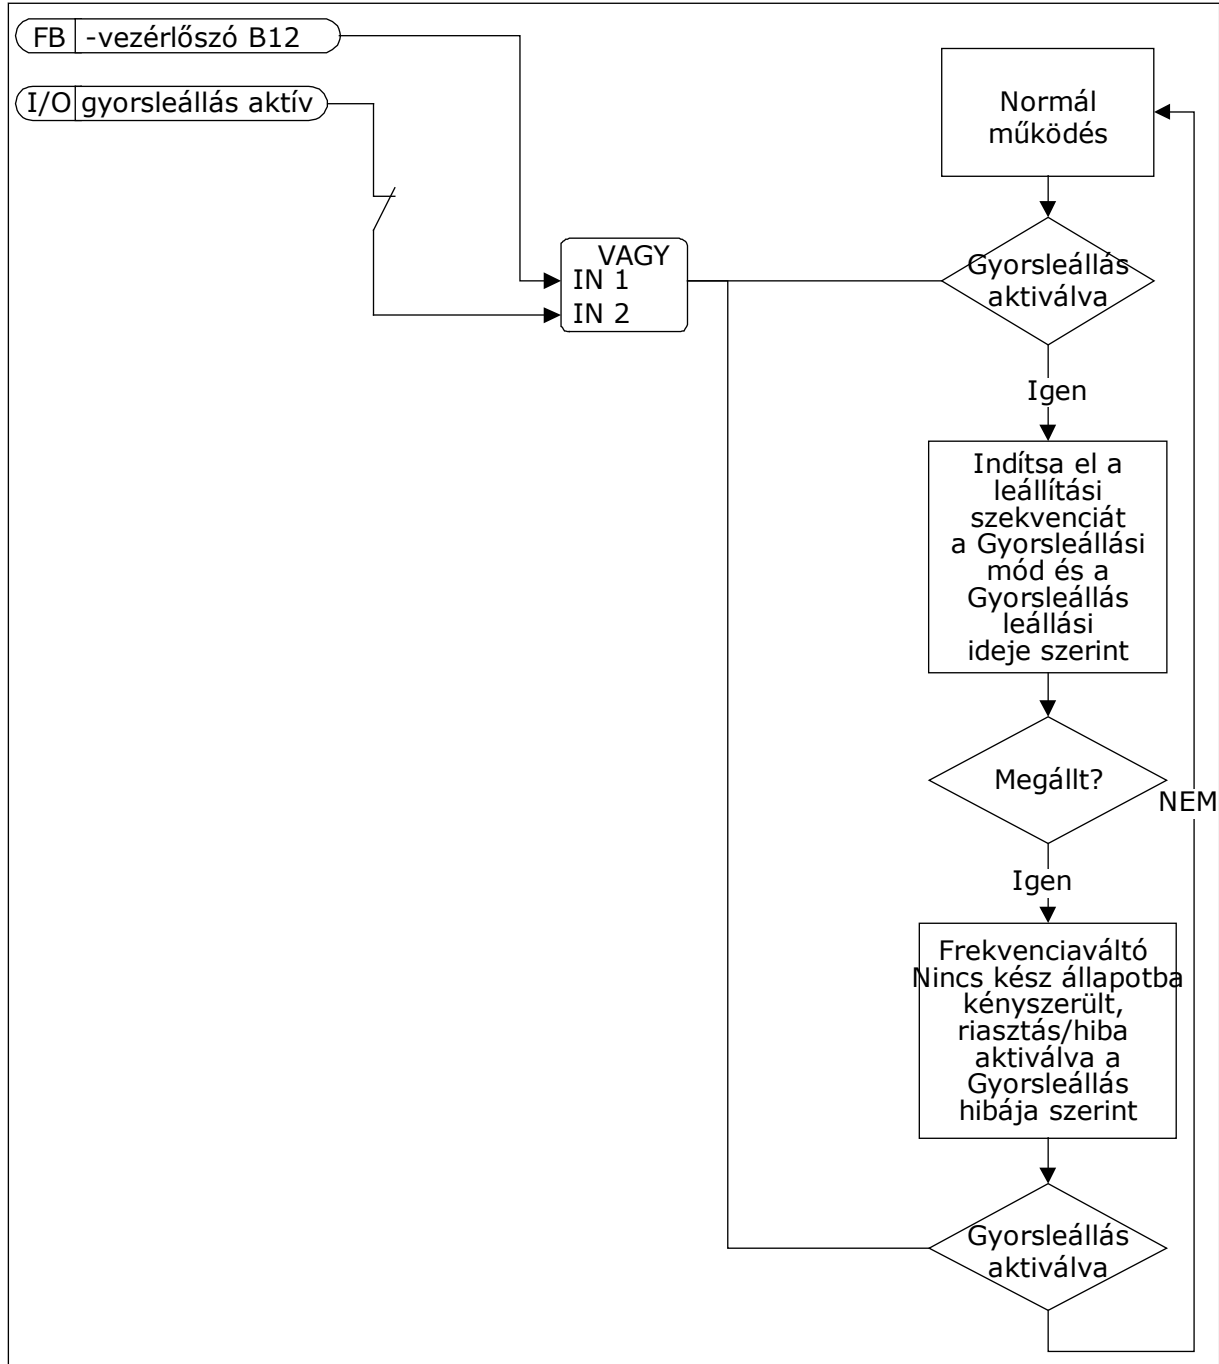 FB -vezérlőszó B12
I/O gyorsleállás aktív
VAGY
IN 1
IN 2
Normál
működés
Gyorsleállás
aktiválva
Igen
Indítsa el a
leállítási
szekvenciát
a Gyorsleállási
mód és a
Gyorsleállás
leállási
ideje szerint
Megállt?
NEM
Igen
Frekvenciaváltó
Nincs kész állapotba
kényszerült,
riasztás/hiba
aktiválva a
Gyorsleállás
hibája szerint
Gyorsleállás
aktiválva